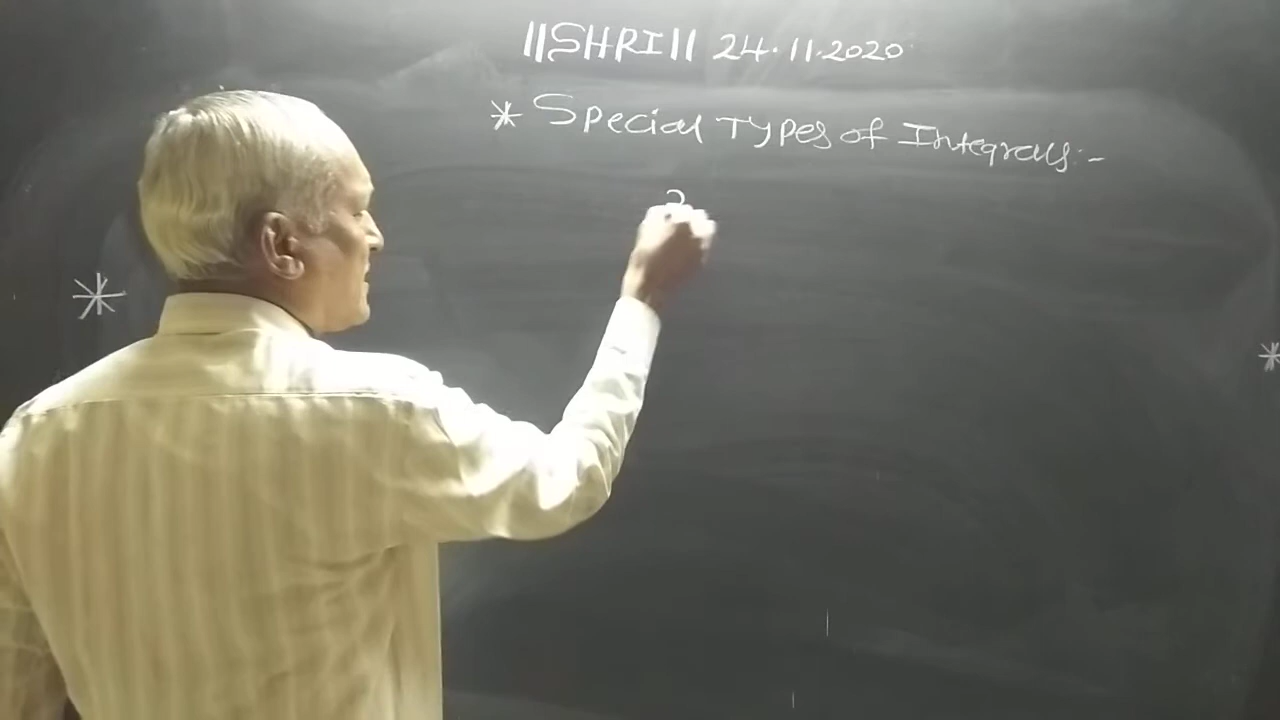 ||SHRI|| 24.11.2020
* Special Types of Integrals:-
*
*